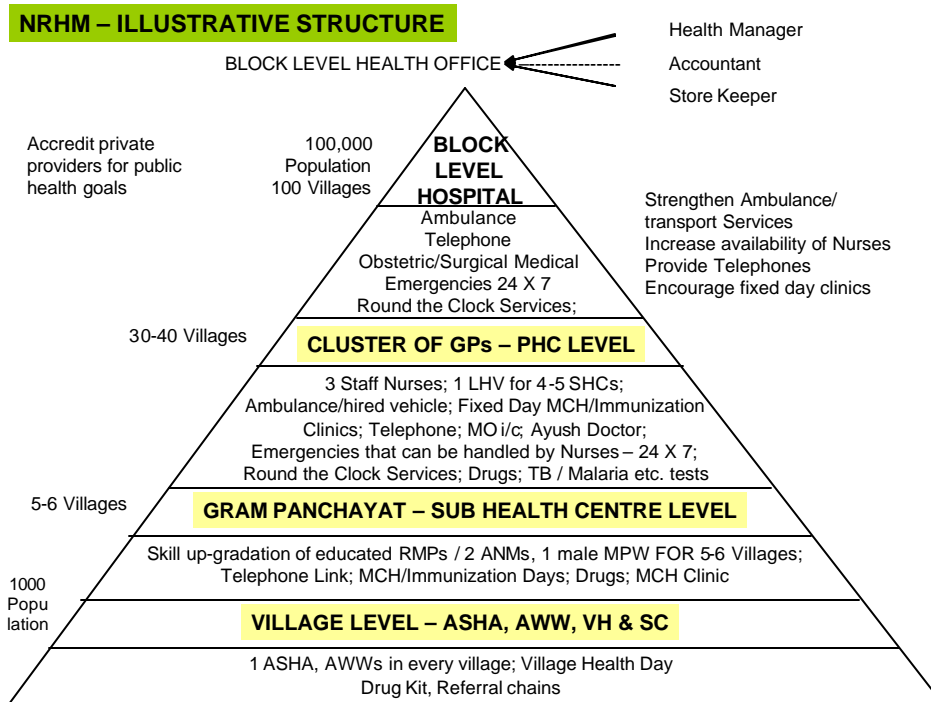 NRHM – ILLUSTRATIVE STRUCTURE
BLOCK LEVEL HEALTH OFICE
Health Manager
Accountant
Store Keeper
Accredit private
providers for public
health goals
100,000
Population
100 Villages
BLOCK
LEVEL
HOSPITAL
Strengthen Ambulance/
transport Services
Increase availability of Nurses
Provide Telephones
Encourage fixed day clinics
Ambulance
Telephone
Obstetric/Surgical Medical
Emergencies 24 X 7
Round the Clock Services;
30-40 Villages
CLUSTER OF GPs – PHC LEVEL
3 Staff Nurses; 1 LHV for 4-5 SHCs;
Ambulance/hired vehicle; Fixed Day MCH/Immunization
Clinics; Telephone; MO i/c; Ayush Doctor;
Emergencies that can be handled by Nurses – 24 X 7;
Round the Clock Services; Drugs; TB / Malaria etc. tests
5-6 Villages
GRAM PANCHAYAT – SUB HEALTH CENTRE LEVEL
Skill up-gradation of educated RMPs / 2 ANMs, 1 male MPW FOR 5-6 Villages;
Telephone Link; MCH/Immunization Days; Drugs; MCH Clinic
1000
Popu
lation
VILLAGE LEVEL – ASHA, AWW, VH & SC
1 ASHA, AWWs in every village; Village Health Day
Drug Kit, Referral chains